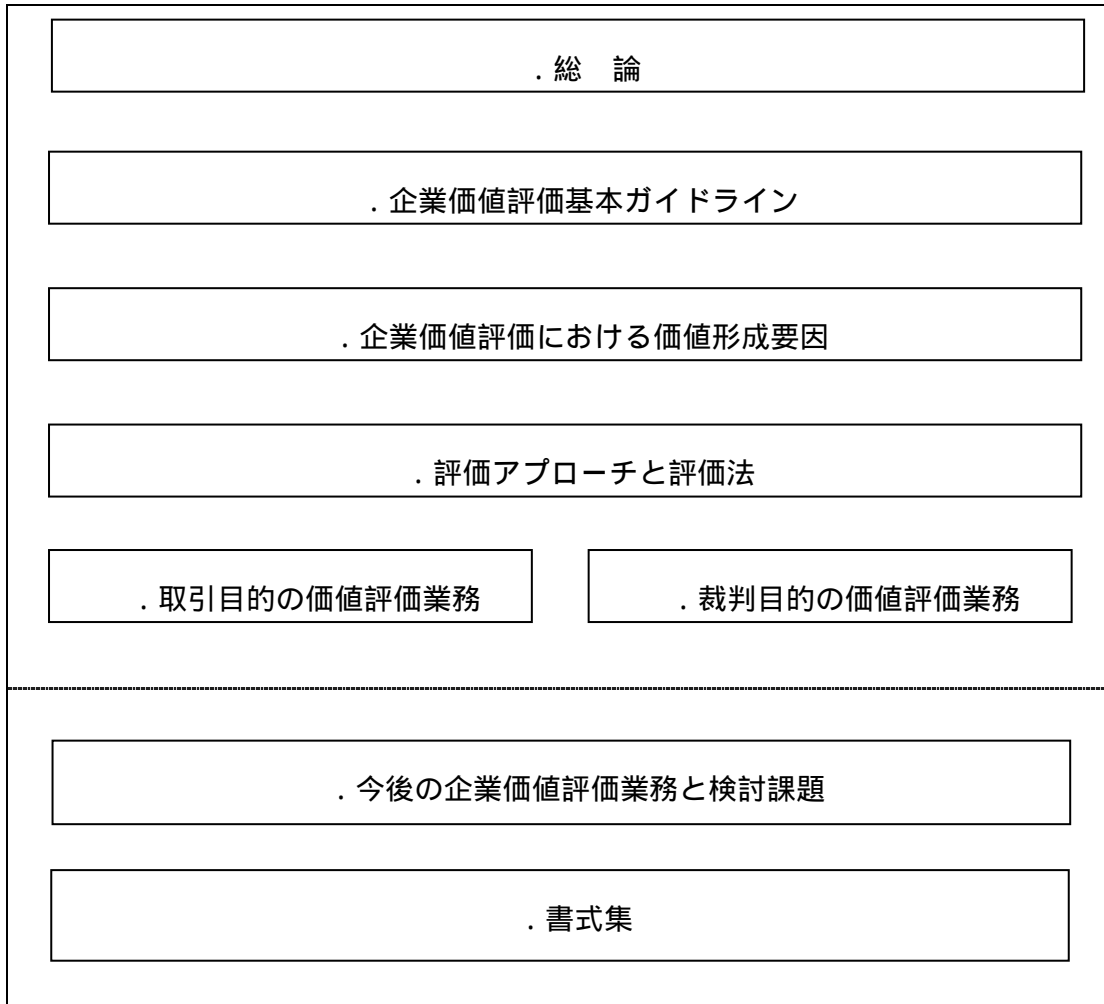 . 総　論
. 企業価値評価基本ガイドライン
. 企業価値評価における価値形成要因
. 評価アプローチと評価法
. 取引目的の価値評価業務
. 裁判目的の価値評価業務
. 今後の企業価値評価業務と検討課題
. 書式集